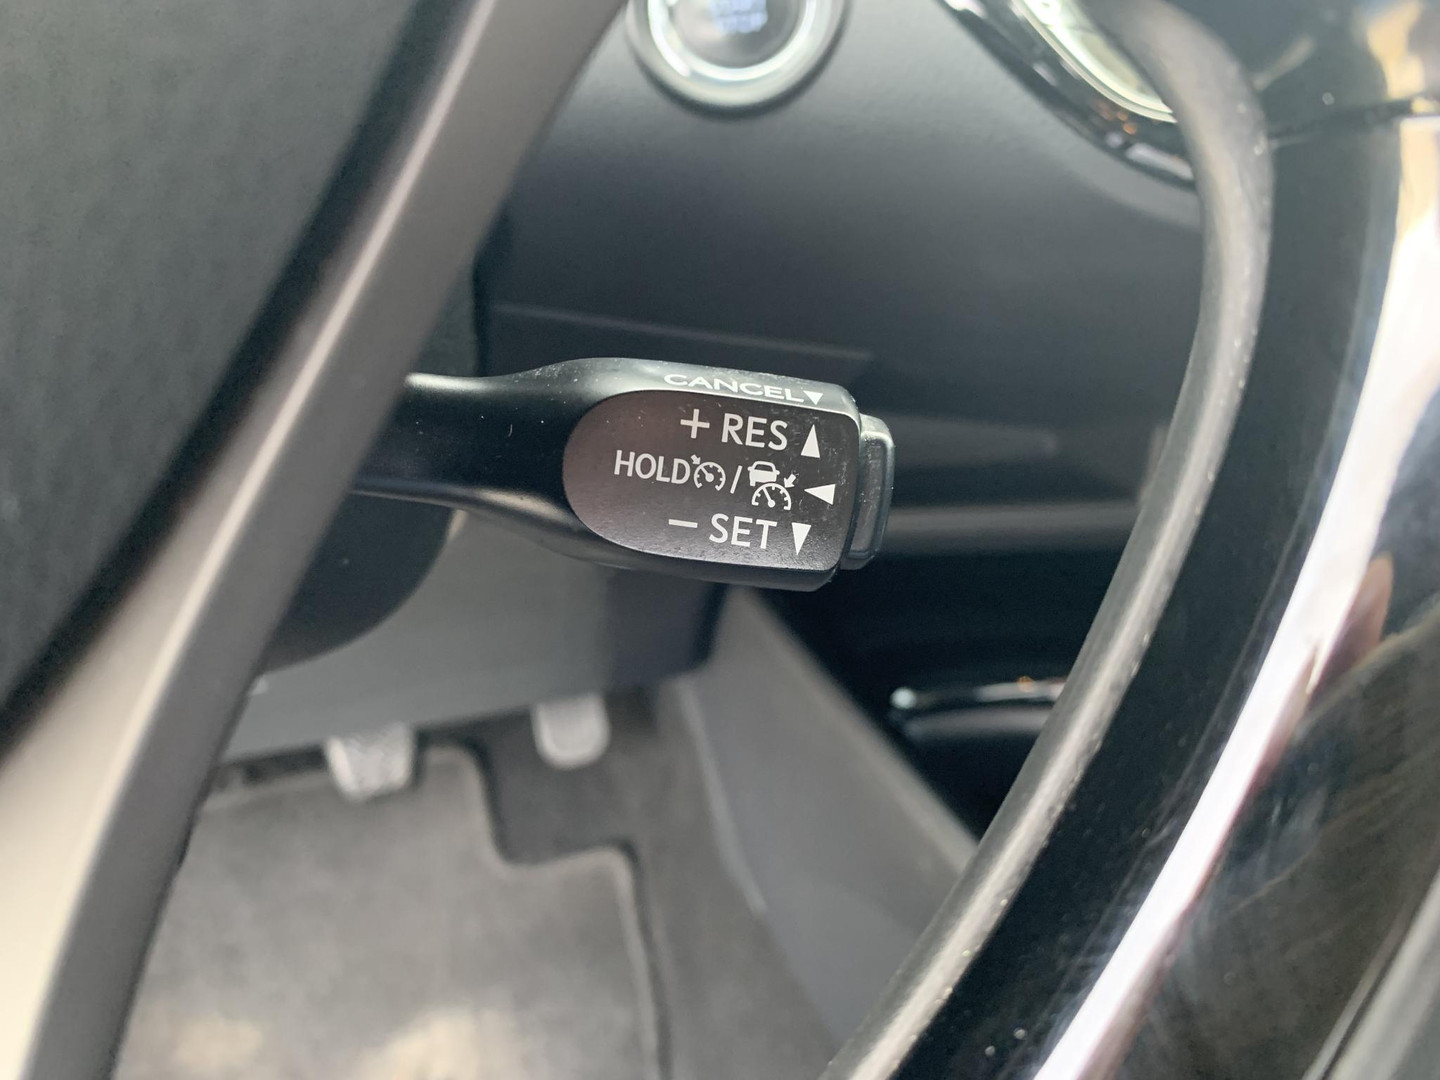 CANCEL▼
+ RES ▲
HOLD / ◀
− SET ▼